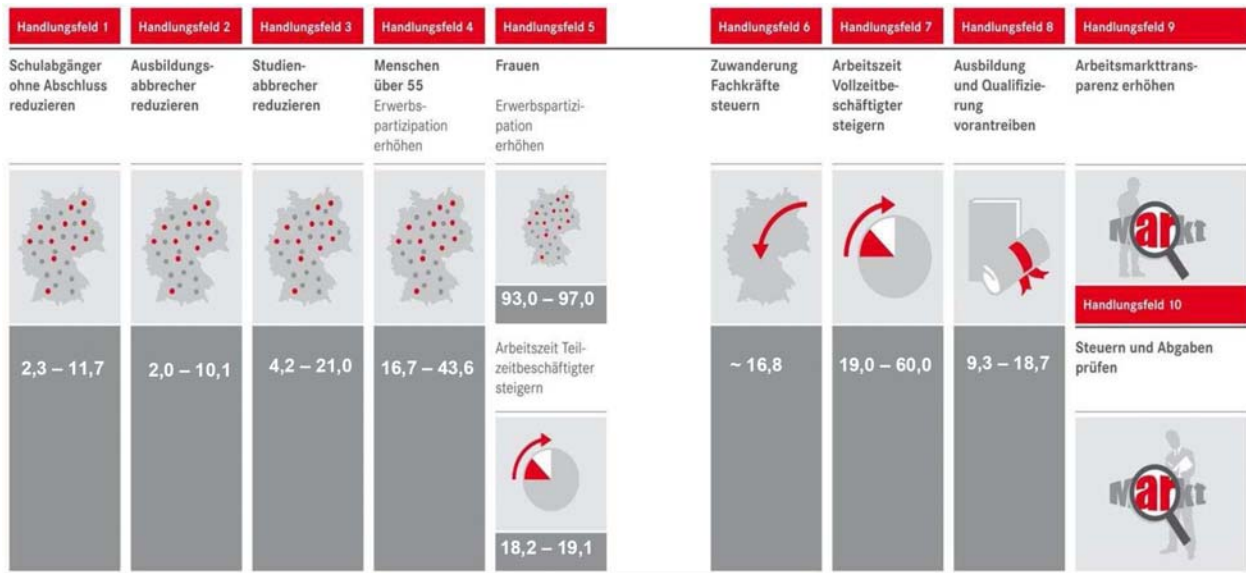 Handlungsfeld 1
Schulabgänger
ohne Abschluss
reduzieren
2,3 – 11,7
Handlungsfeld 2
Ausbildungs-
abbrecher
reduzieren
2,0 – 10,1
Handlungsfeld 3
Studien-
abbrecher
reduzieren
4,2 – 21,0
Handlungsfeld 4
Menschen
über 55
Erwerbs-
partizipation
erhöhen
16,7 – 43,6
Handlungsfeld 5
Frauen
Erwerbspartizi-
pation
erhöhen
93,0 – 97,0
Arbeitszeit Teil-
zeitbeschäftigter
steigern
18,2 – 19,1
Handlungsfeld 6
Zuwanderung
Fachkräfte
steuern
~ 16,8
Handlungsfeld 7
Arbeitszeit
Vollzeitbe-
schäftigter
steigern
19,0 – 60,0
Handlungsfeld 8
Ausbildung
und Qualifizie-
rung
vorantreiben
9,3 – 18,7
Handlungsfeld 9
Arbeitsmarkttrans-
parenz erhöhen
Markt
Handlungsfeld 10
Steuern und Abgaben
prüfen
Markt